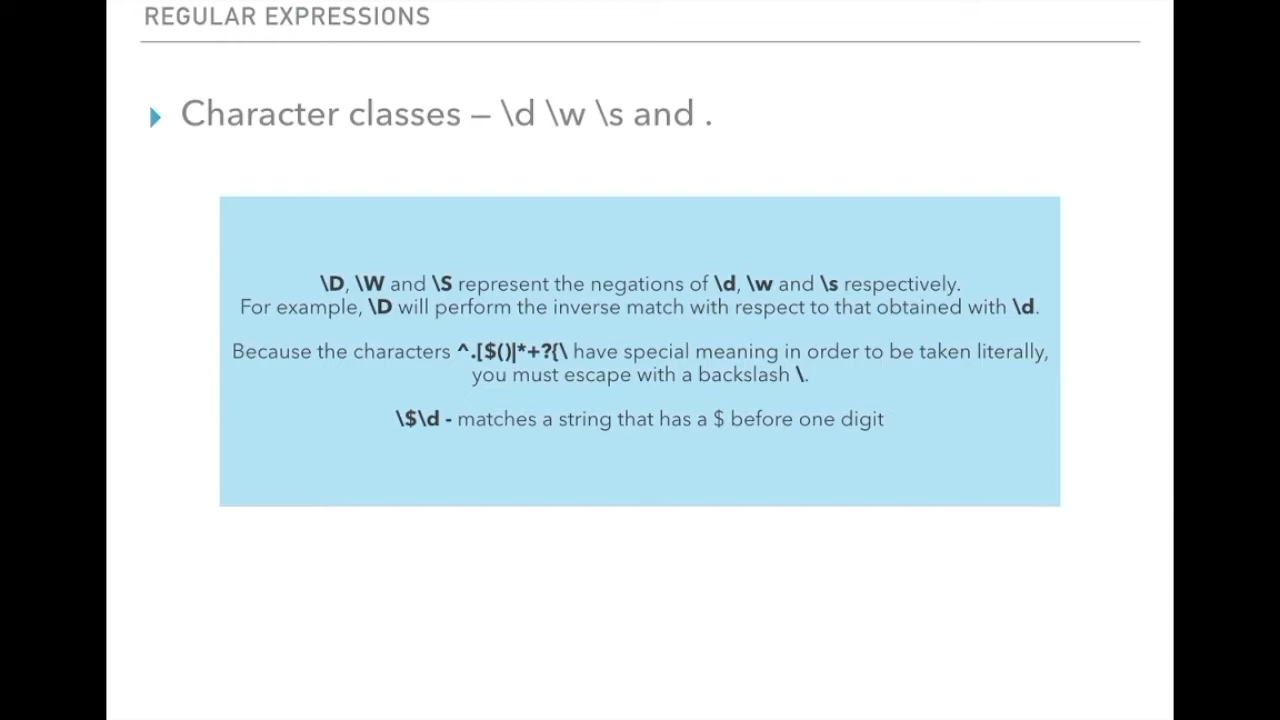 REGULAR EXPRESSIONS
Character classes – \d \w \s and .
\D, \W and \S represent the negations of \d, \w and \s respectively.
For example, \D will perform the inverse match with respect to that obtained with \d.
Because the characters ^.[$()|*+?{\ have special meaning in order to be taken literally,
you must escape with a backslash \.
\$\d - matches a string that has a $ before one digit